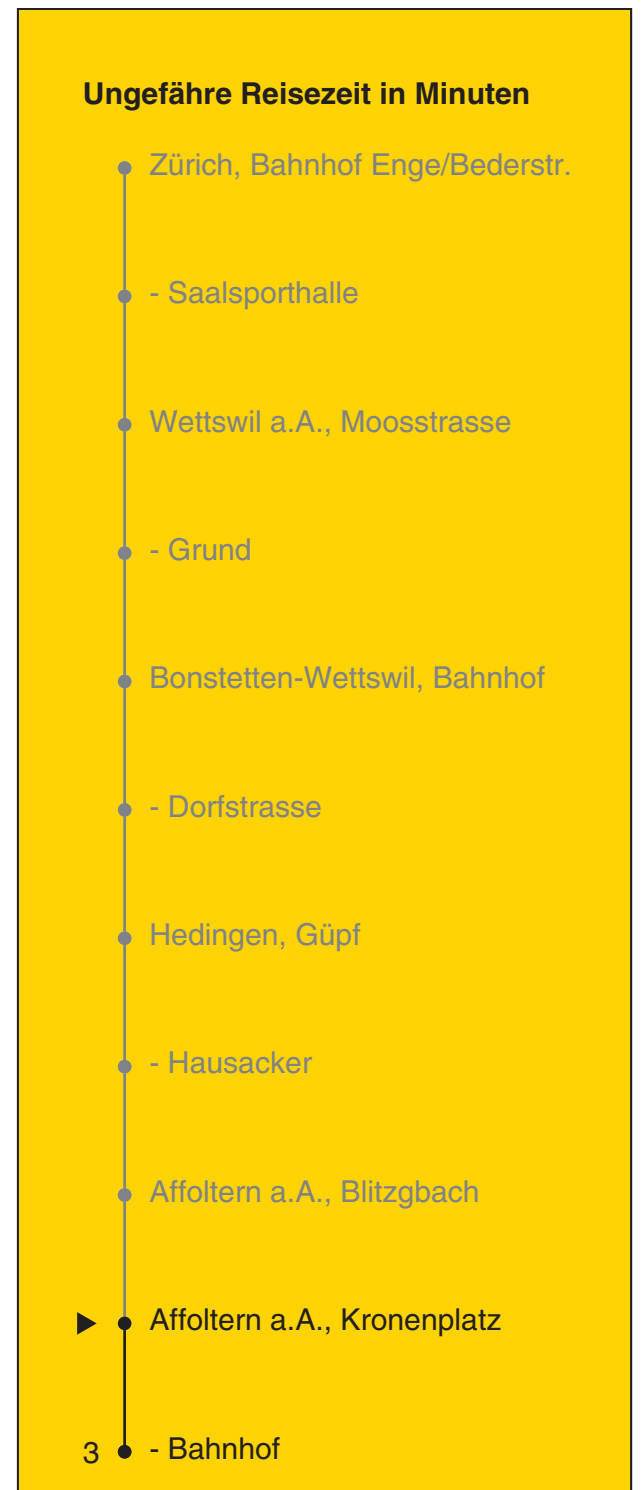 Ungefähre Reisezeit in Minuten
Zürich, Bahnhof Enge/Bederstr.
- Saalsporthalle
Wettswil a.A., Moosstrasse
- Grund
Bonstetten-Wettswil, Bahnhof
- Dorfstrasse
Hedingen, Güpf
- Hausacker
Affoltern a.A., Blitzgbach
Affoltern a.A., Kronenplatz
3 - Bahnhof